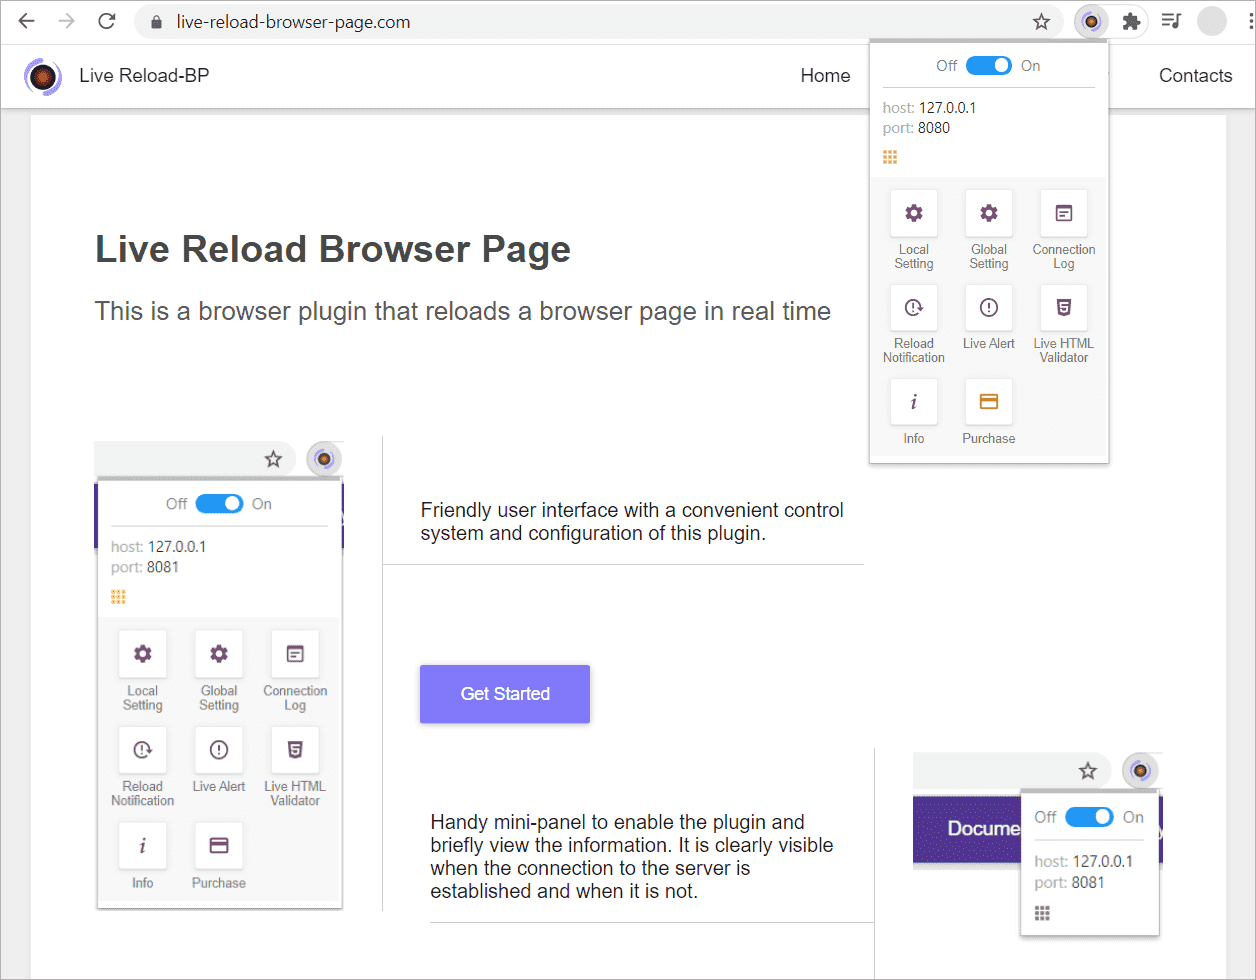 live-reload-browser-page.com
Live Reload-BP
Home
Contacts
Off On
host: 127.0.0.1
port: 8080
Local Setting
Global Setting
Connection Log
Reload Notification
Live Alert
Live HTML Validator
i
Info
Purchase
Live Reload Browser Page
This is a browser plugin that reloads a browser page in real time
Off On
host: 127.0.0.1
port: 8081
Local Setting
Global Setting
Connection Log
Reload Notification
Live Alert
Live HTML Validator
i
Info
Purchase
Friendly user interface with a convenient control
system and configuration of this plugin.
Get Started
Handy mini-panel to enable the plugin and
briefly view the information. It is clearly visible
when the connection to the server is
established and when it is not.
Docume
Off On
host: 127.0.0.1
port: 8081